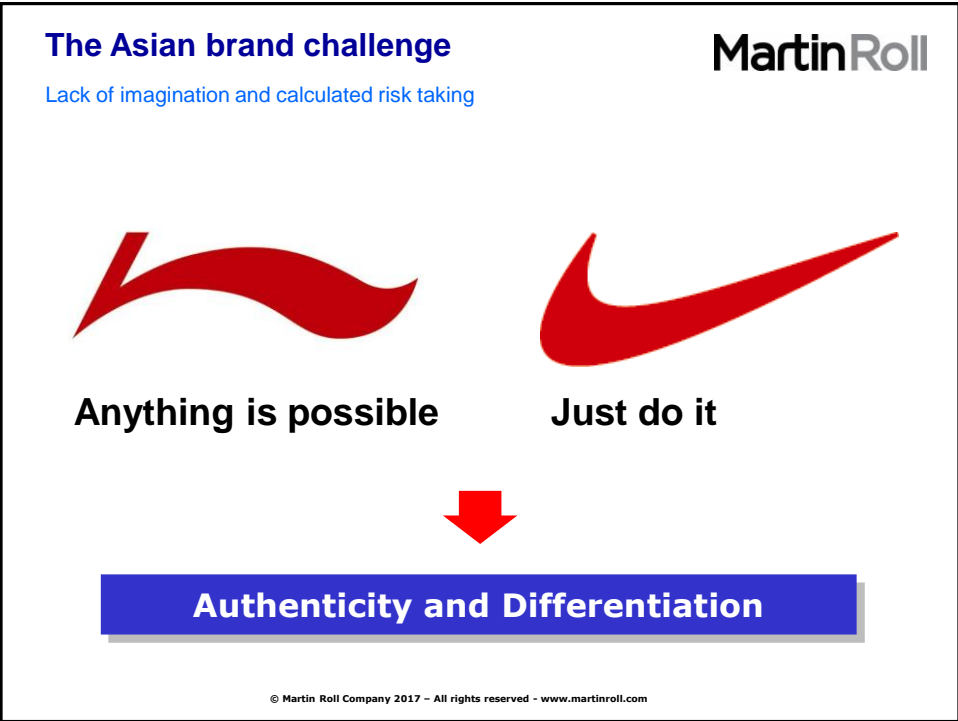 The Asian brand challenge
MartinRoll
Lack of imagination and calculated risk taking
Anything is possible
Just do it
Authenticity and Differentiation
© Martin Roll Company 2017 – All rights reserved - www.martinroll.com